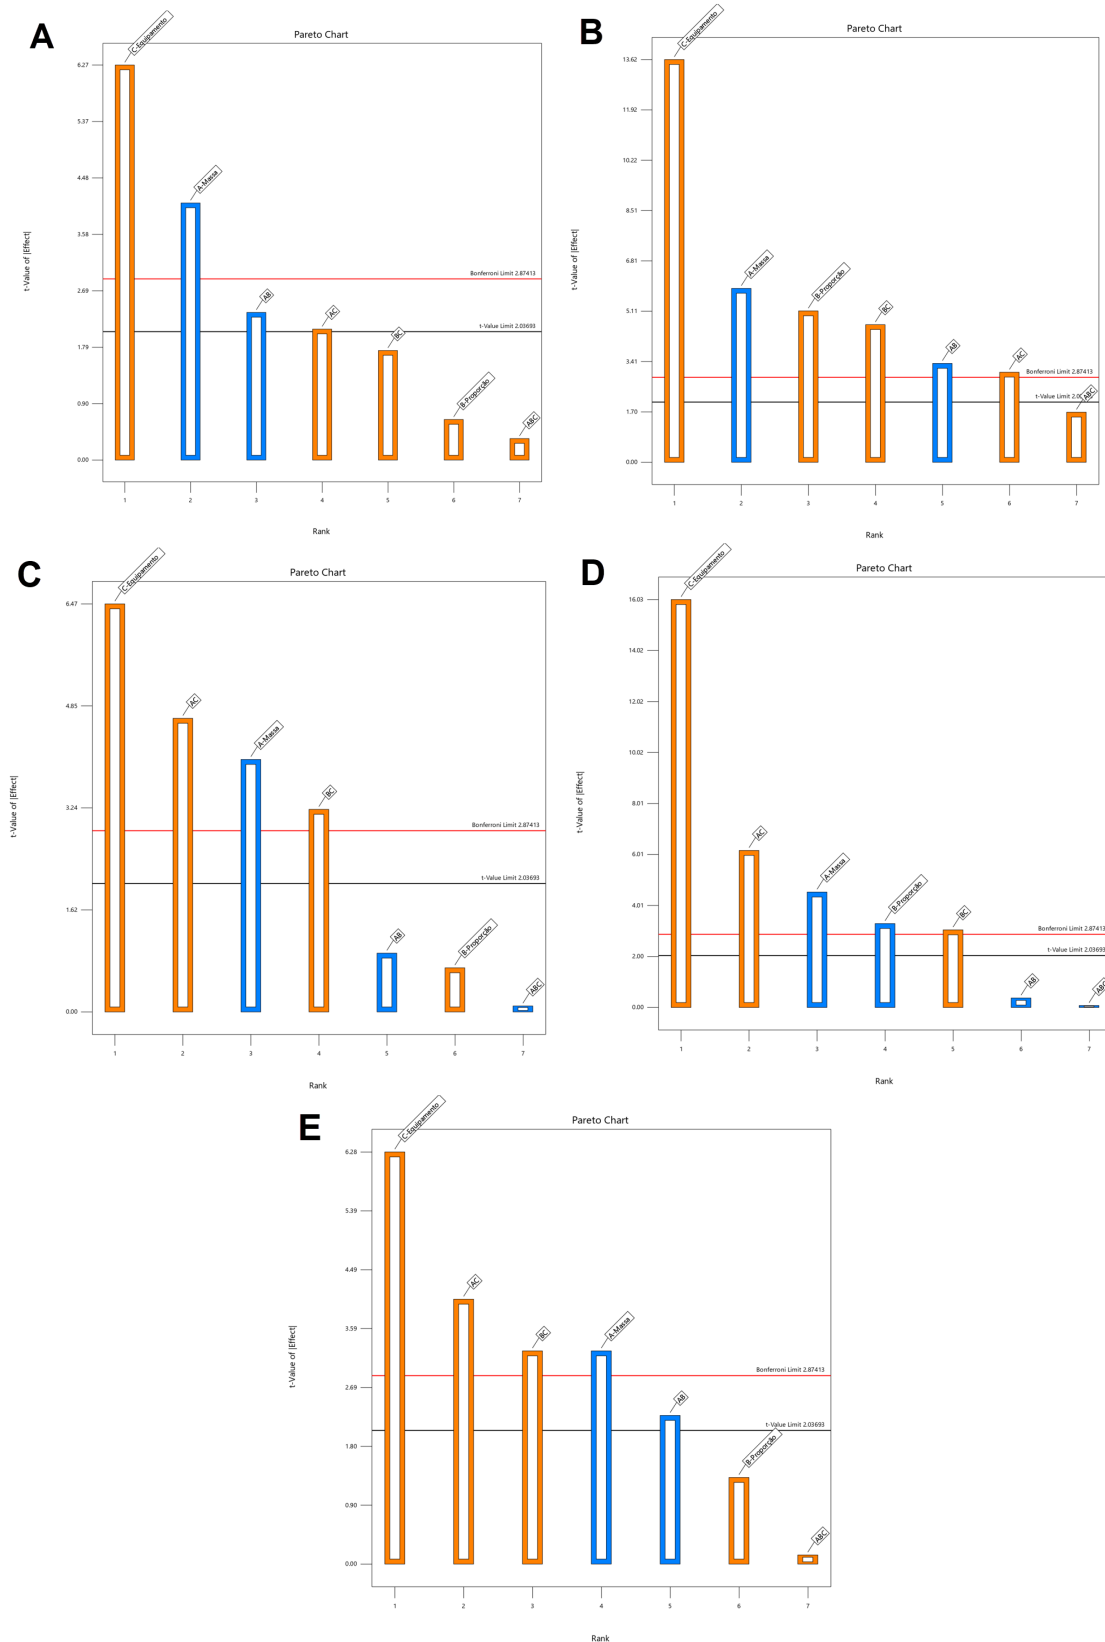 A
Pareto Chart
C-Equipamento
6.27
5.37
A-Massa
4.48
3.58
t-Value of |Effect|
Bonferroni Limit 2.87413
2.69
AB
AC
t-Value Limit 2.03693
BC
1.79
B-Proporção
0.90
ABC
0.00
1 2 3 4 5 6 7
Rank
B
Pareto Chart
C-Equipamento
13.62
11.92
10.22
8.51
t-Value of |Effect|
6.81
A-Massa
B-Proporção
5.11
BC
AB
3.41
AC
Bonferroni Limit 2.87413
t-Value Limit 2.0
ABC
1.70
0.00
1 2 3 4 5 6 7
Rank
C
Pareto Chart
C-Equipamento
6.47
AC
4.85
A-Massa
BC
3.24
t-Value of |Effect|
Bonferroni Limit 2.87413
t-Value Limit 2.03693
1.62
AB
B-Proporção
ABC
0.00
1 2 3 4 5 6 7
Rank
D
Pareto Chart
C-Equipamento
16.03
14.02
12.02
10.02
t-Value of |Effect|
8.01
AC
6.01
A-Massa
B-Proporção
4.01
BC
Bonferroni Limit 2.87413
t-Value Limit 2.03693
2.00
AB
ABC
0.00
1 2 3 4 5 6 7
Rank
E
Pareto Chart
C-Equipamento
6.28
5.39
AC
4.49
BC
A-Massa
3.59
t-Value of |Effect|
Bonferroni Limit 2.87413
2.69
AB
t-Value Limit 2.03693
1.80
B-Proporção
0.90
ABC
0.00
1 2 3 4 5 6 7
Rank